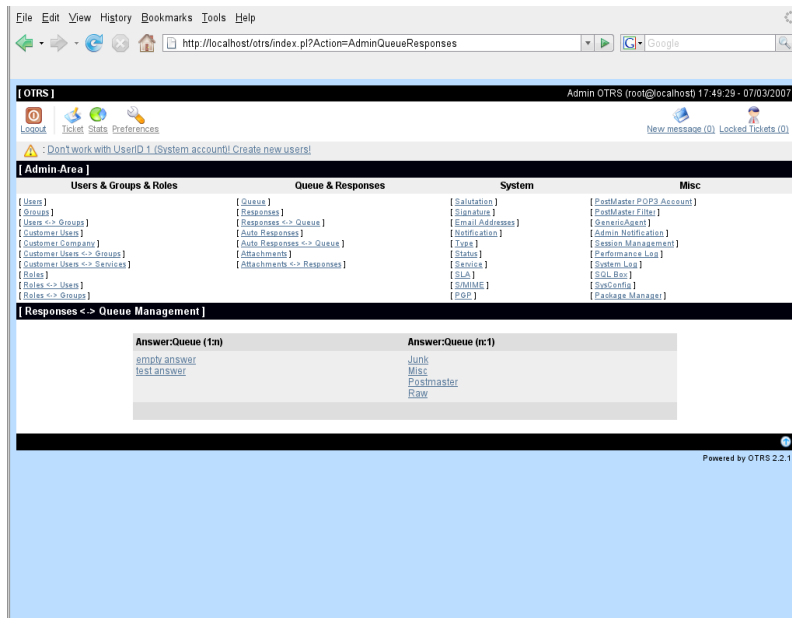 File Edit View History Bookmarks Tools Help
http://localhost/otrs/index.pl?Action=AdminQueueResponses
G Google
[ OTRS ]
Admin OTRS (root@localhost) 17:49:29 - 07/03/2007
Logout Ticket Stats Preferences
New message (0) Locked Tickets (0)
: Don't work with UserID 1 (System account)! Create new users!
[ Admin-Area ]
Users & Groups & Roles Queue & Responses System Misc
[ Users ] [ Queue ] [ Salutation ] [ PostMaster POP3 Account ]
[ Groups ] [ Responses ] [ Signature ] [ PostMaster Filter ]
[ Users <-> Groups ] [ Responses <-> Queue ] [ Email Addresses ] [ GenericAgent ]
[ Customer Users ] [ Auto Responses ] [ Notification ] [ Admin Notification ]
[ Customer Company ] [ Auto Responses <-> Queue ] [ Type ] [ Session Management ]
[ Customer Users <-> Groups ] [ Attachments ] [ Status ] [ Performance Log ]
[ Customer Users <-> Services ] [ Attachments <-> Responses ] [ Service ] [ System Log ]
[ Roles ] [ SLA ] [ SQL Box ]
[ Roles <-> Users ] [ S/MIME ] [ SysConfig ]
[ Roles <-> Groups ] [ PGP ] [ Package Manager ]
[ Responses <-> Queue Management ]
Answer:Queue (1:n) Answer:Queue (n:1)
empty answer Junk
test answer Misc
Postmaster
Raw
Powered by OTRS 2.2.1